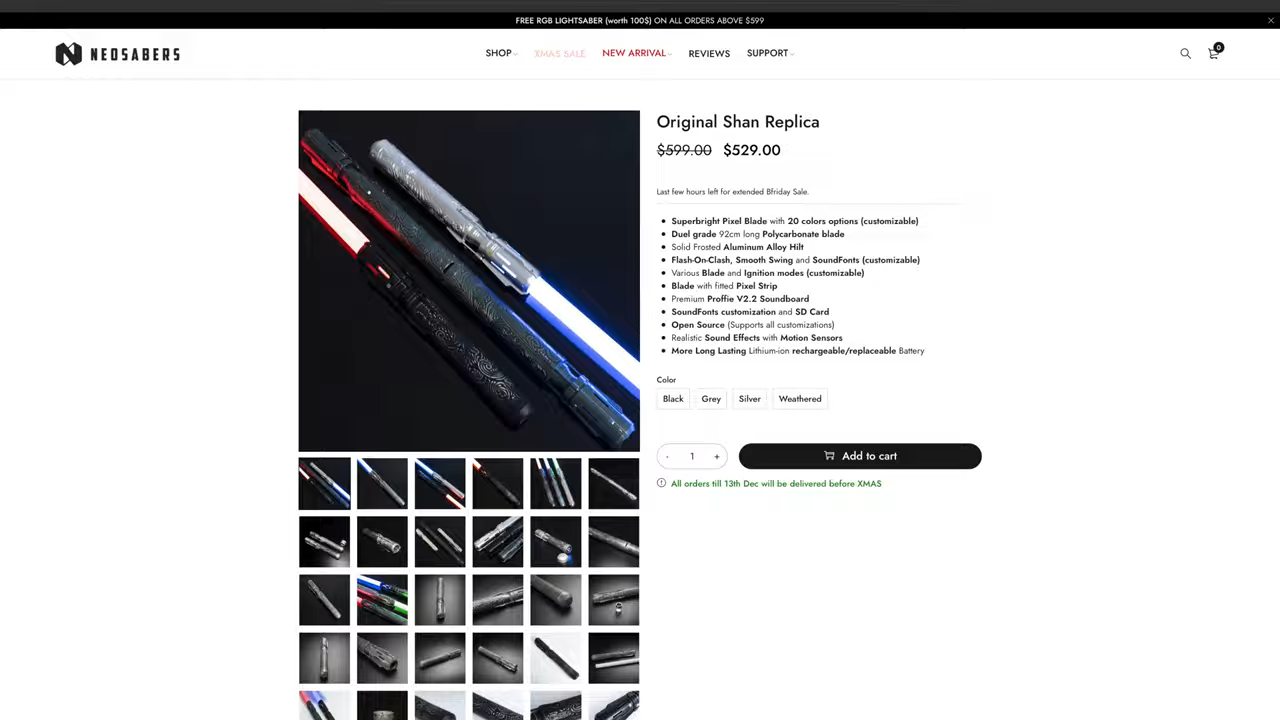 FREE RGB LIGHTSABER (worth 100$) ON ALL ORDERS ABOVE $599
NEOSABERS
SHOP
XMAS SALE
NEW ARRIVAL
REVIEWS
SUPPORT
0
Original Shan Replica
$599.00 $529.00
Last few hours left for extended Bfriday Sale.
Superbright Pixel Blade with 20 colors options (customizable)
Duel grade 92cm long Polycarbonate blade
Solid Frosted Aluminum Alloy Hilt
Flash-On-Clash, Smooth Swing and SoundFonts (customizable)
Various Blade and Ignition modes (customizable)
Blade with fitted Pixel Strip
Premium Proffie V2.2 Soundboard
SoundFonts customization and SD Card
Open Source (Supports all customizations)
Realistic Sound Effects with Motion Sensors
More Long Lasting Lithium-ion rechargeable/replaceable Battery
Color
Black
Grey
Silver
Weathered
- 1 +
Add to cart
All orders till 13th Dec will be delivered before XMAS